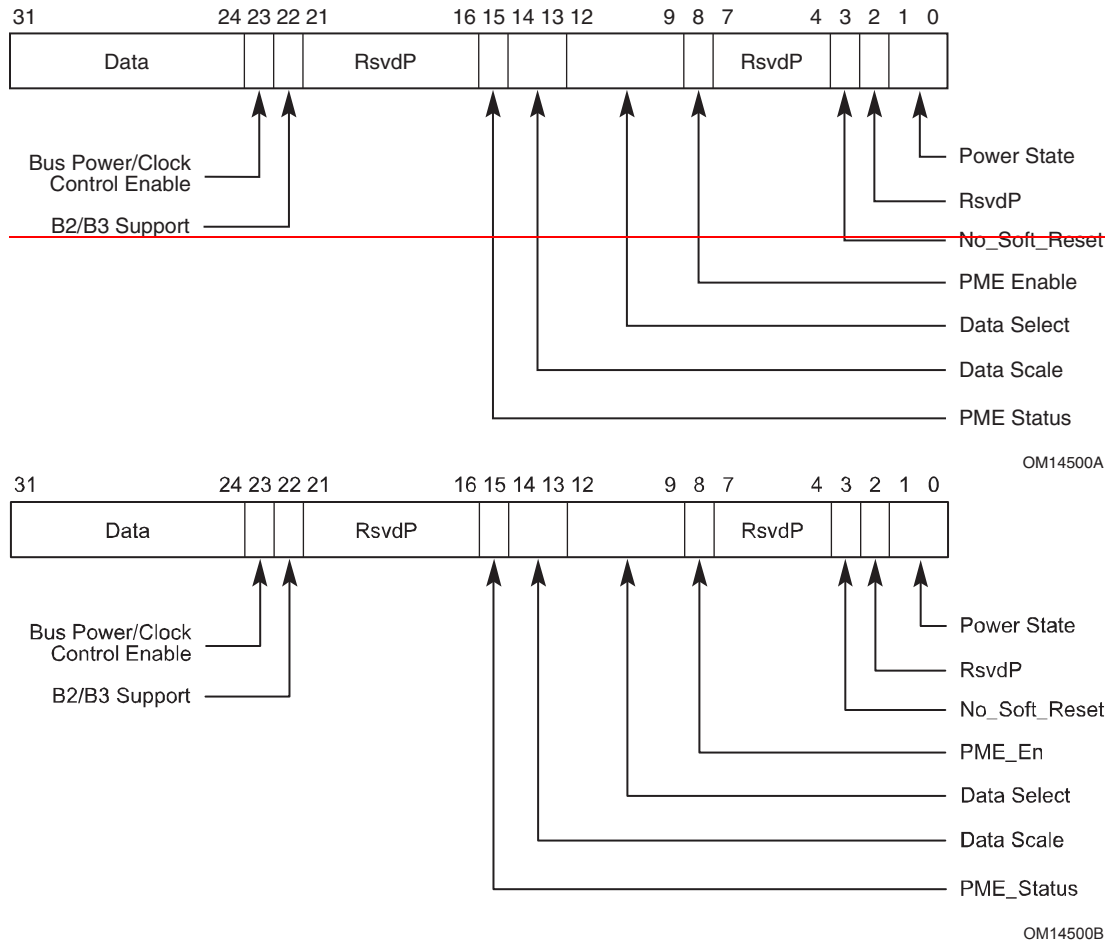 31 24 23 22 21 16 15 14 13 12 9 8 7 4 3 2 1 0
Data RsvdP RsvdP
Bus Power/Clock
Control Enable
B2/B3 Support
Power State
RsvdP
No_Soft_Reset
PME Enable
Data Select
Data Scale
PME Status
OM14500A
31 24 23 22 21 16 15 14 13 12 9 8 7 4 3 2 1 0
Data RsvdP RsvdP
Bus Power/Clock
Control Enable
B2/B3 Support
Power State
RsvdP
No_Soft_Reset
PME_En
Data Select
Data Scale
PME_Status
OM14500B